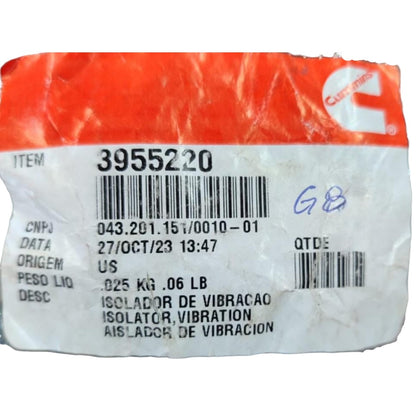 Cummins
ITEM 3955220
GB
CNPJ 043.201.151/0010-01
DATA 27/OCT/23 13:47 QTDE
ORIGEM US
PESO LIQ .025 KG .06 LB
DESC ISOLADOR DE VIBRACAO
ISOLATOR,VIBRATION
AISLADOR DE VIBRACION